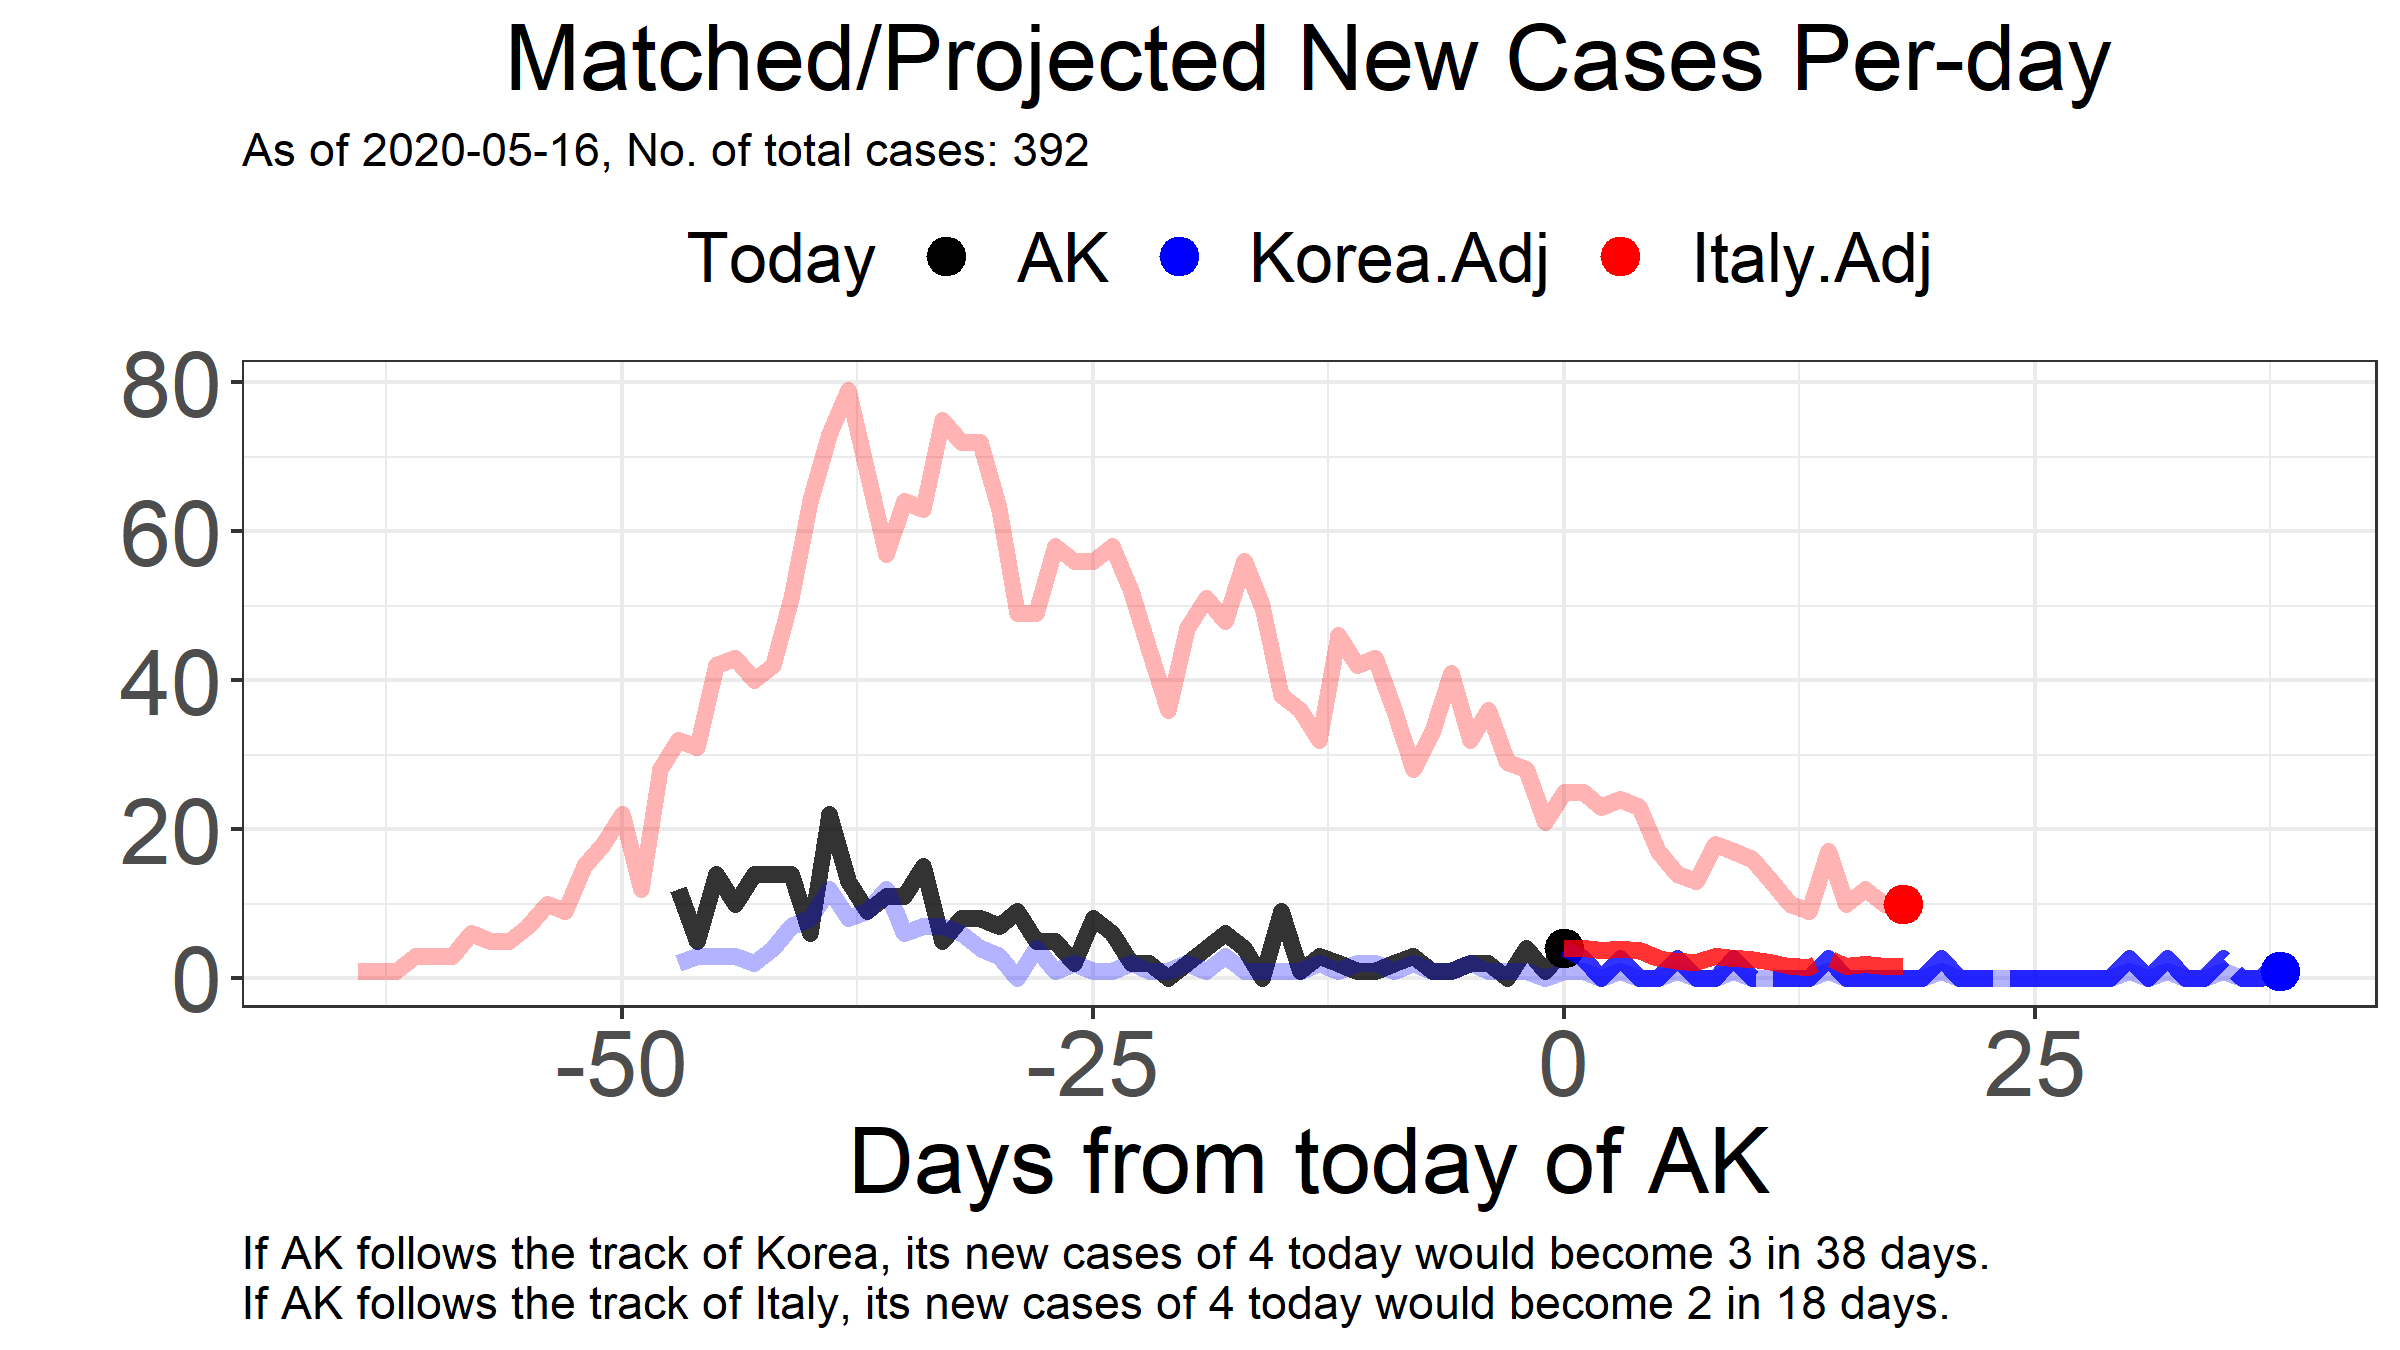 Matched/Projected New Cases Per-day
As of 2020-05-16, No. of total cases: 392
Today AK Korea.Adj Italy.Adj
80
60
40
20
0
-50 -25 0 25
Days from today of AK
If AK follows the track of Korea, its new cases of 4 today would become 3 in 38 days.
If AK follows the track of Italy, its new cases of 4 today would become 2 in 18 days.